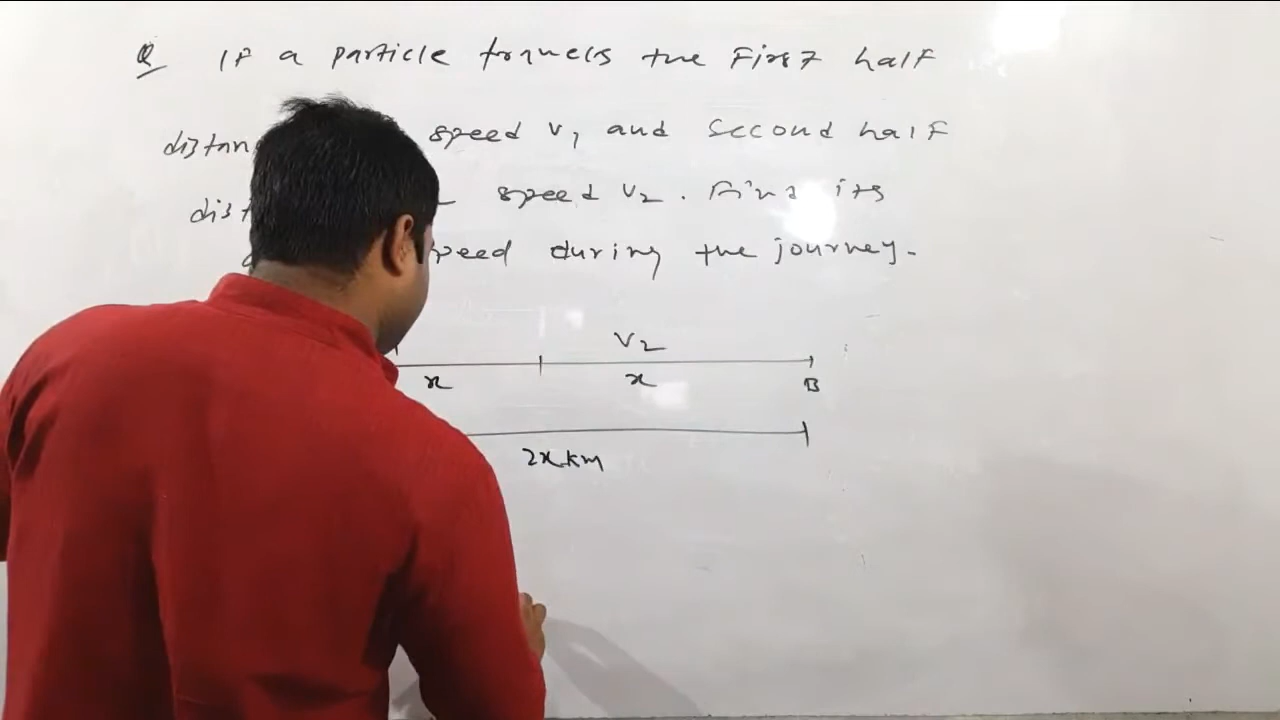 Q If a particle travels the First half
distan speed v1 and second half
dist speed v2. Find its
peed during the journey.
V2
x x B
2x km